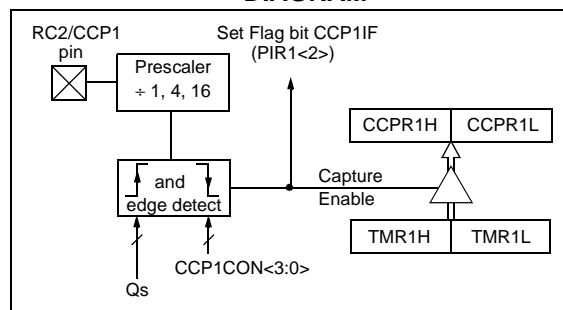 RC2/CCP1
pin
Set Flag bit CCP1IF
(PIR1<2>)
Prescaler
÷ 1, 4, 16
CCPR1H CCPR1L
and
edge detect
Capture
Enable
TMR1H TMR1L
CCP1CON<3:0>
Qs